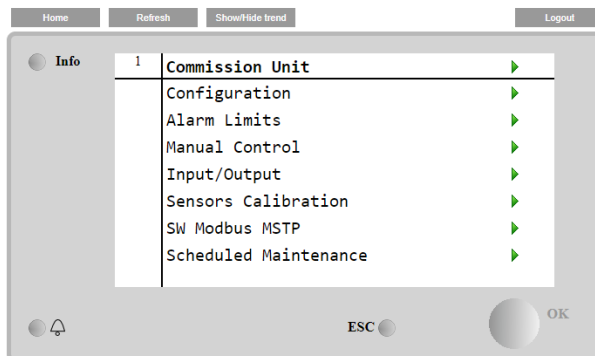 Home Refresh Show/Hide trend Logout
Info
1 Commission Unit
Configuration
Alarm Limits
Manual Control
Input/Output
Sensors Calibration
SW Modbus MSTP
Scheduled Maintenance
ESC
OK